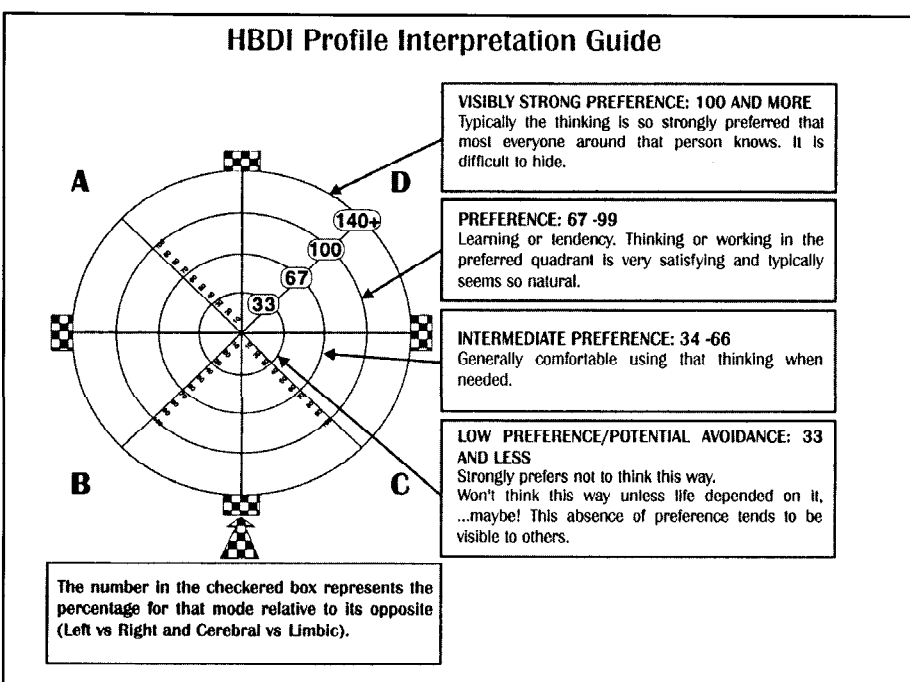 HBDI Profile Interpretation Guide
VISIBLY STRONG PREFERENCE: 100 AND MORE
Typically the thinking is so strongly preferred that
most everyone around that person knows. It is
difficult to hide.
A
D
140+
100
67
33
PREFERENCE: 67 -99
Learning or tendency. Thinking or working in the
preferred quadrant is very satisfying and typically
seems so natural.
INTERMEDIATE PREFERENCE: 34 -66
Generally comfortable using that thinking when
needed.
LOW PREFERENCE/POTENTIAL AVOIDANCE: 33
AND LESS
Strongly prefers not to think this way.
Won't think this way unless life depended on it,
...maybe! This absence of preference tends to be
visible to others.
B
C
The number in the checkered box represents the
percentage for that mode relative to its opposite
(Left vs Right and Cerebral vs Limbic).